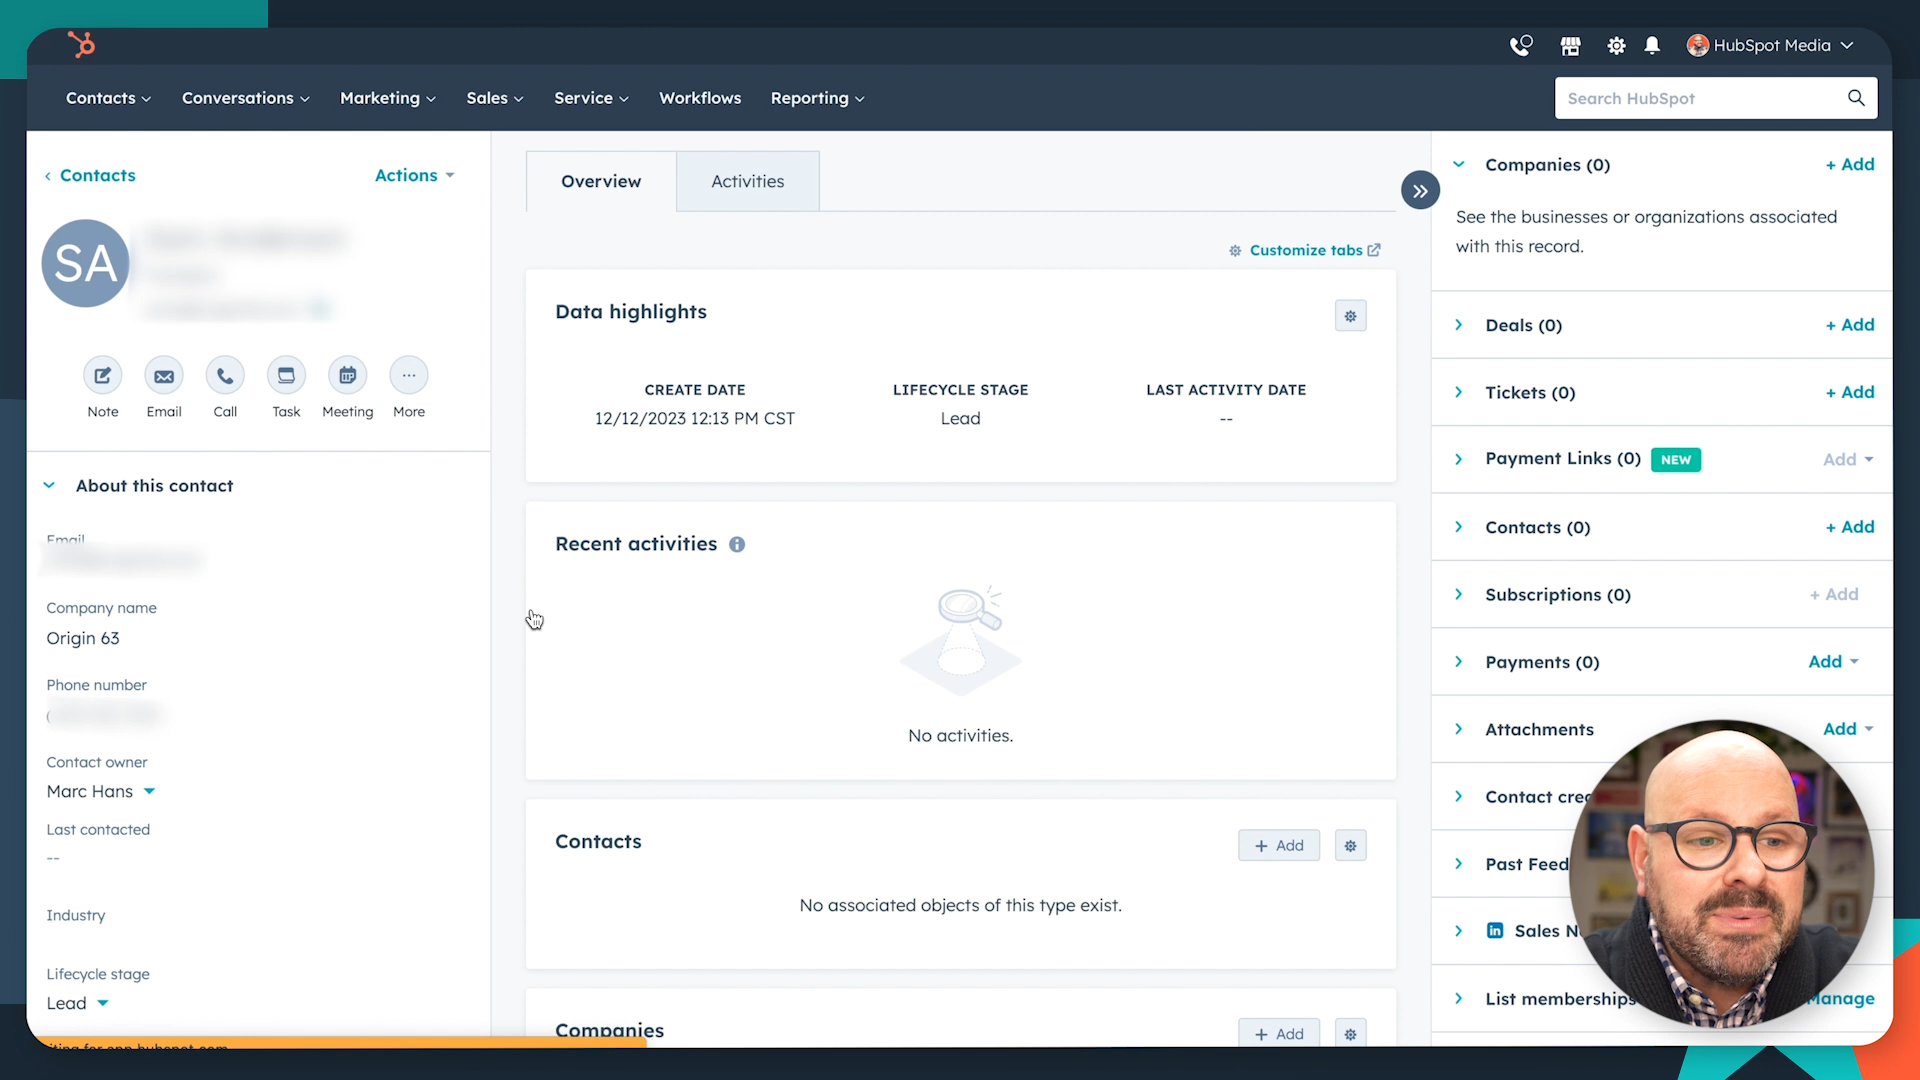 HubSpot Media
Contacts
Conversations
Marketing
Sales
Service
Workflows
Reporting
Search HubSpot
Contacts
Actions
SA
Note
Email
Call
Task
Meeting
More
About this contact
Email
Company name
Origin 63
Phone number
Contact owner
Marc Hans
Last contacted
--
Industry
Lifecycle stage
Lead
Overview
Activities
Customize tabs
Data highlights
CREATE DATE
12/12/2023 12:13 PM CST
LIFECYCLE STAGE
Lead
LAST ACTIVITY DATE
--
Recent activities
No activities.
Contacts
+ Add
No associated objects of this type exist.
Companies
+ Add
Companies (0)
+ Add
See the businesses or organizations associated
with this record.
Deals (0)
+ Add
Tickets (0)
+ Add
Payment Links (0) NEW
Add
Contacts (0)
+ Add
Subscriptions (0)
+ Add
Payments (0)
Add
Attachments
Add
Contact crea
Past Feed
in Sales N
List memberships
Manage